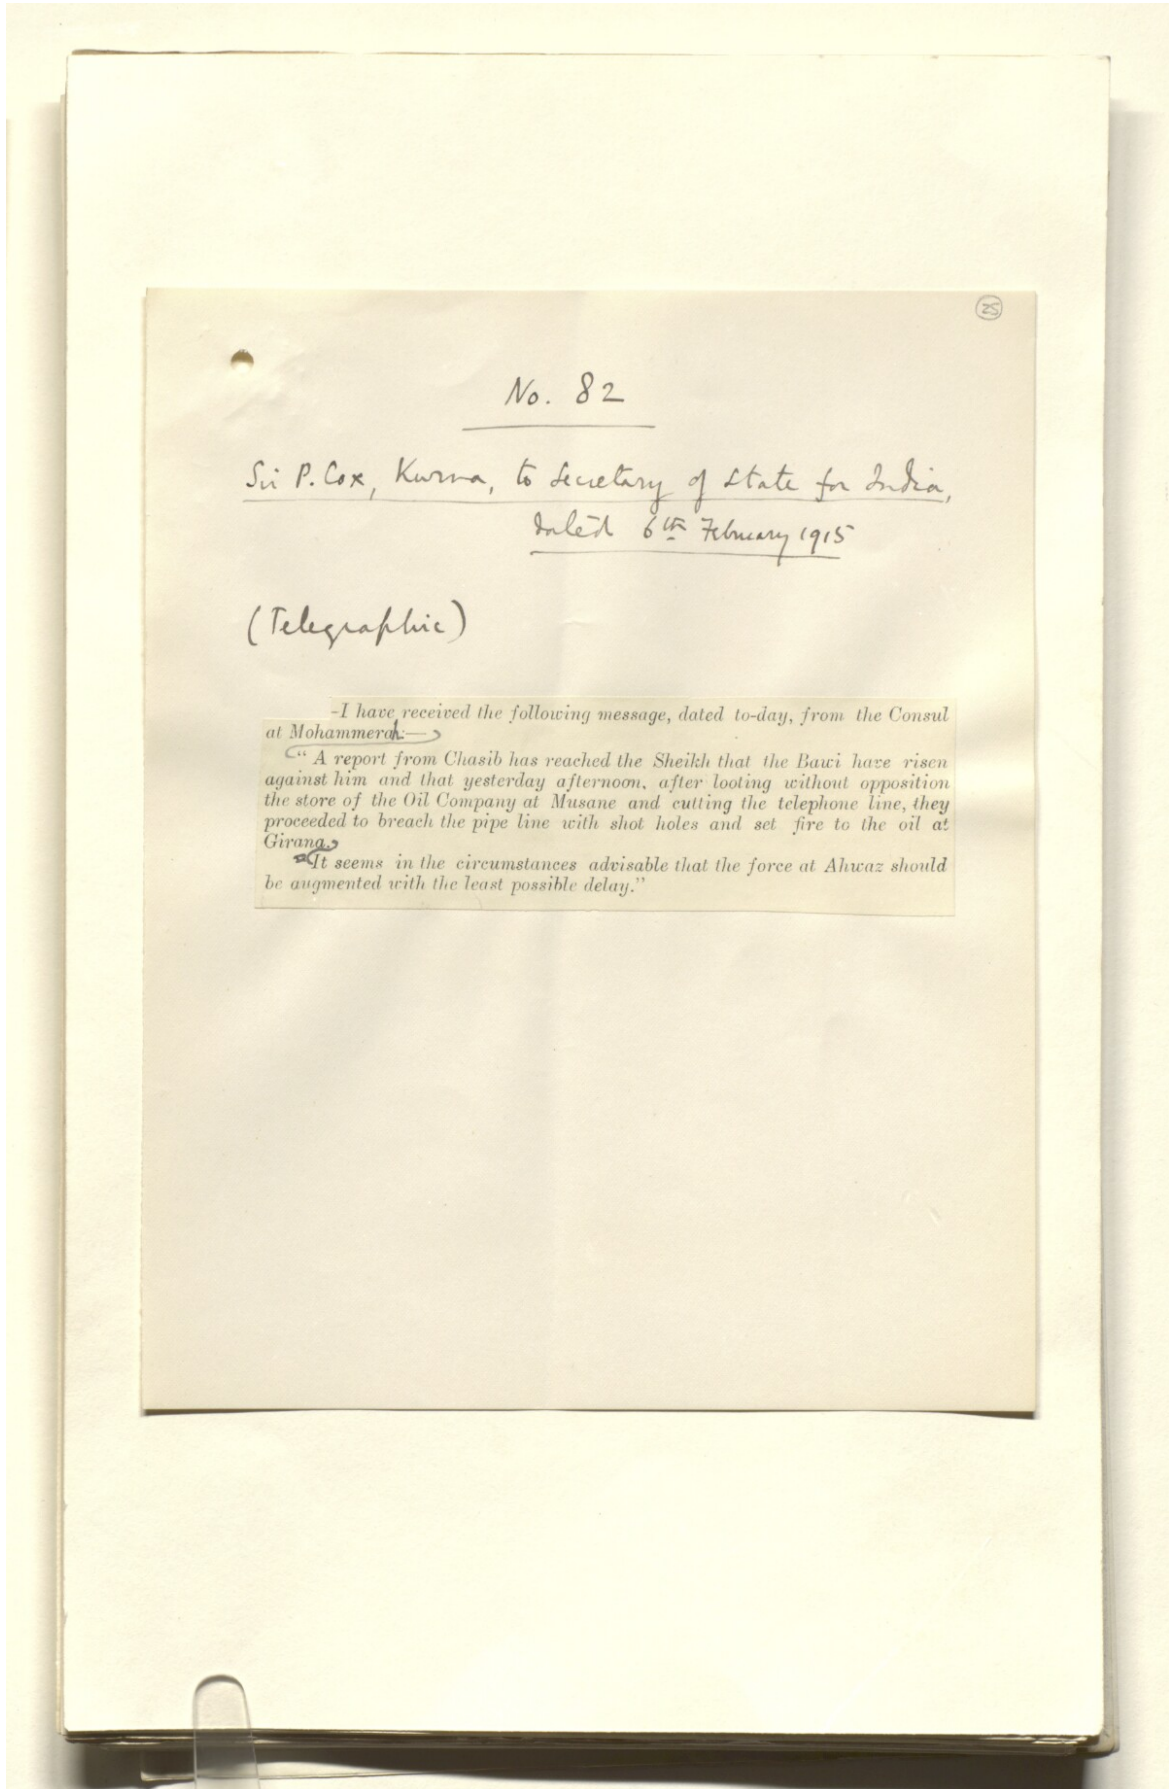 25
No. 82
Sir P. Cox, Kurna, to Secretary of State for India,
dated 6th February 1915
(Telegraphic)
-I have received the following message, dated to-day, from the Consul
at Mohammerah:—
“ A report from Chasib has reached the Sheikh that the Bawi have risen
against him and that yesterday afternoon, after looting without opposition
the store of the Oil Company at Musane and cutting the telephone line, they
proceeded to breach the pipe line with shot holes and set fire to the oil at
Girana.
“It seems in the circumstances advisable that the force at Ahwaz should
be augmented with the least possible delay.”